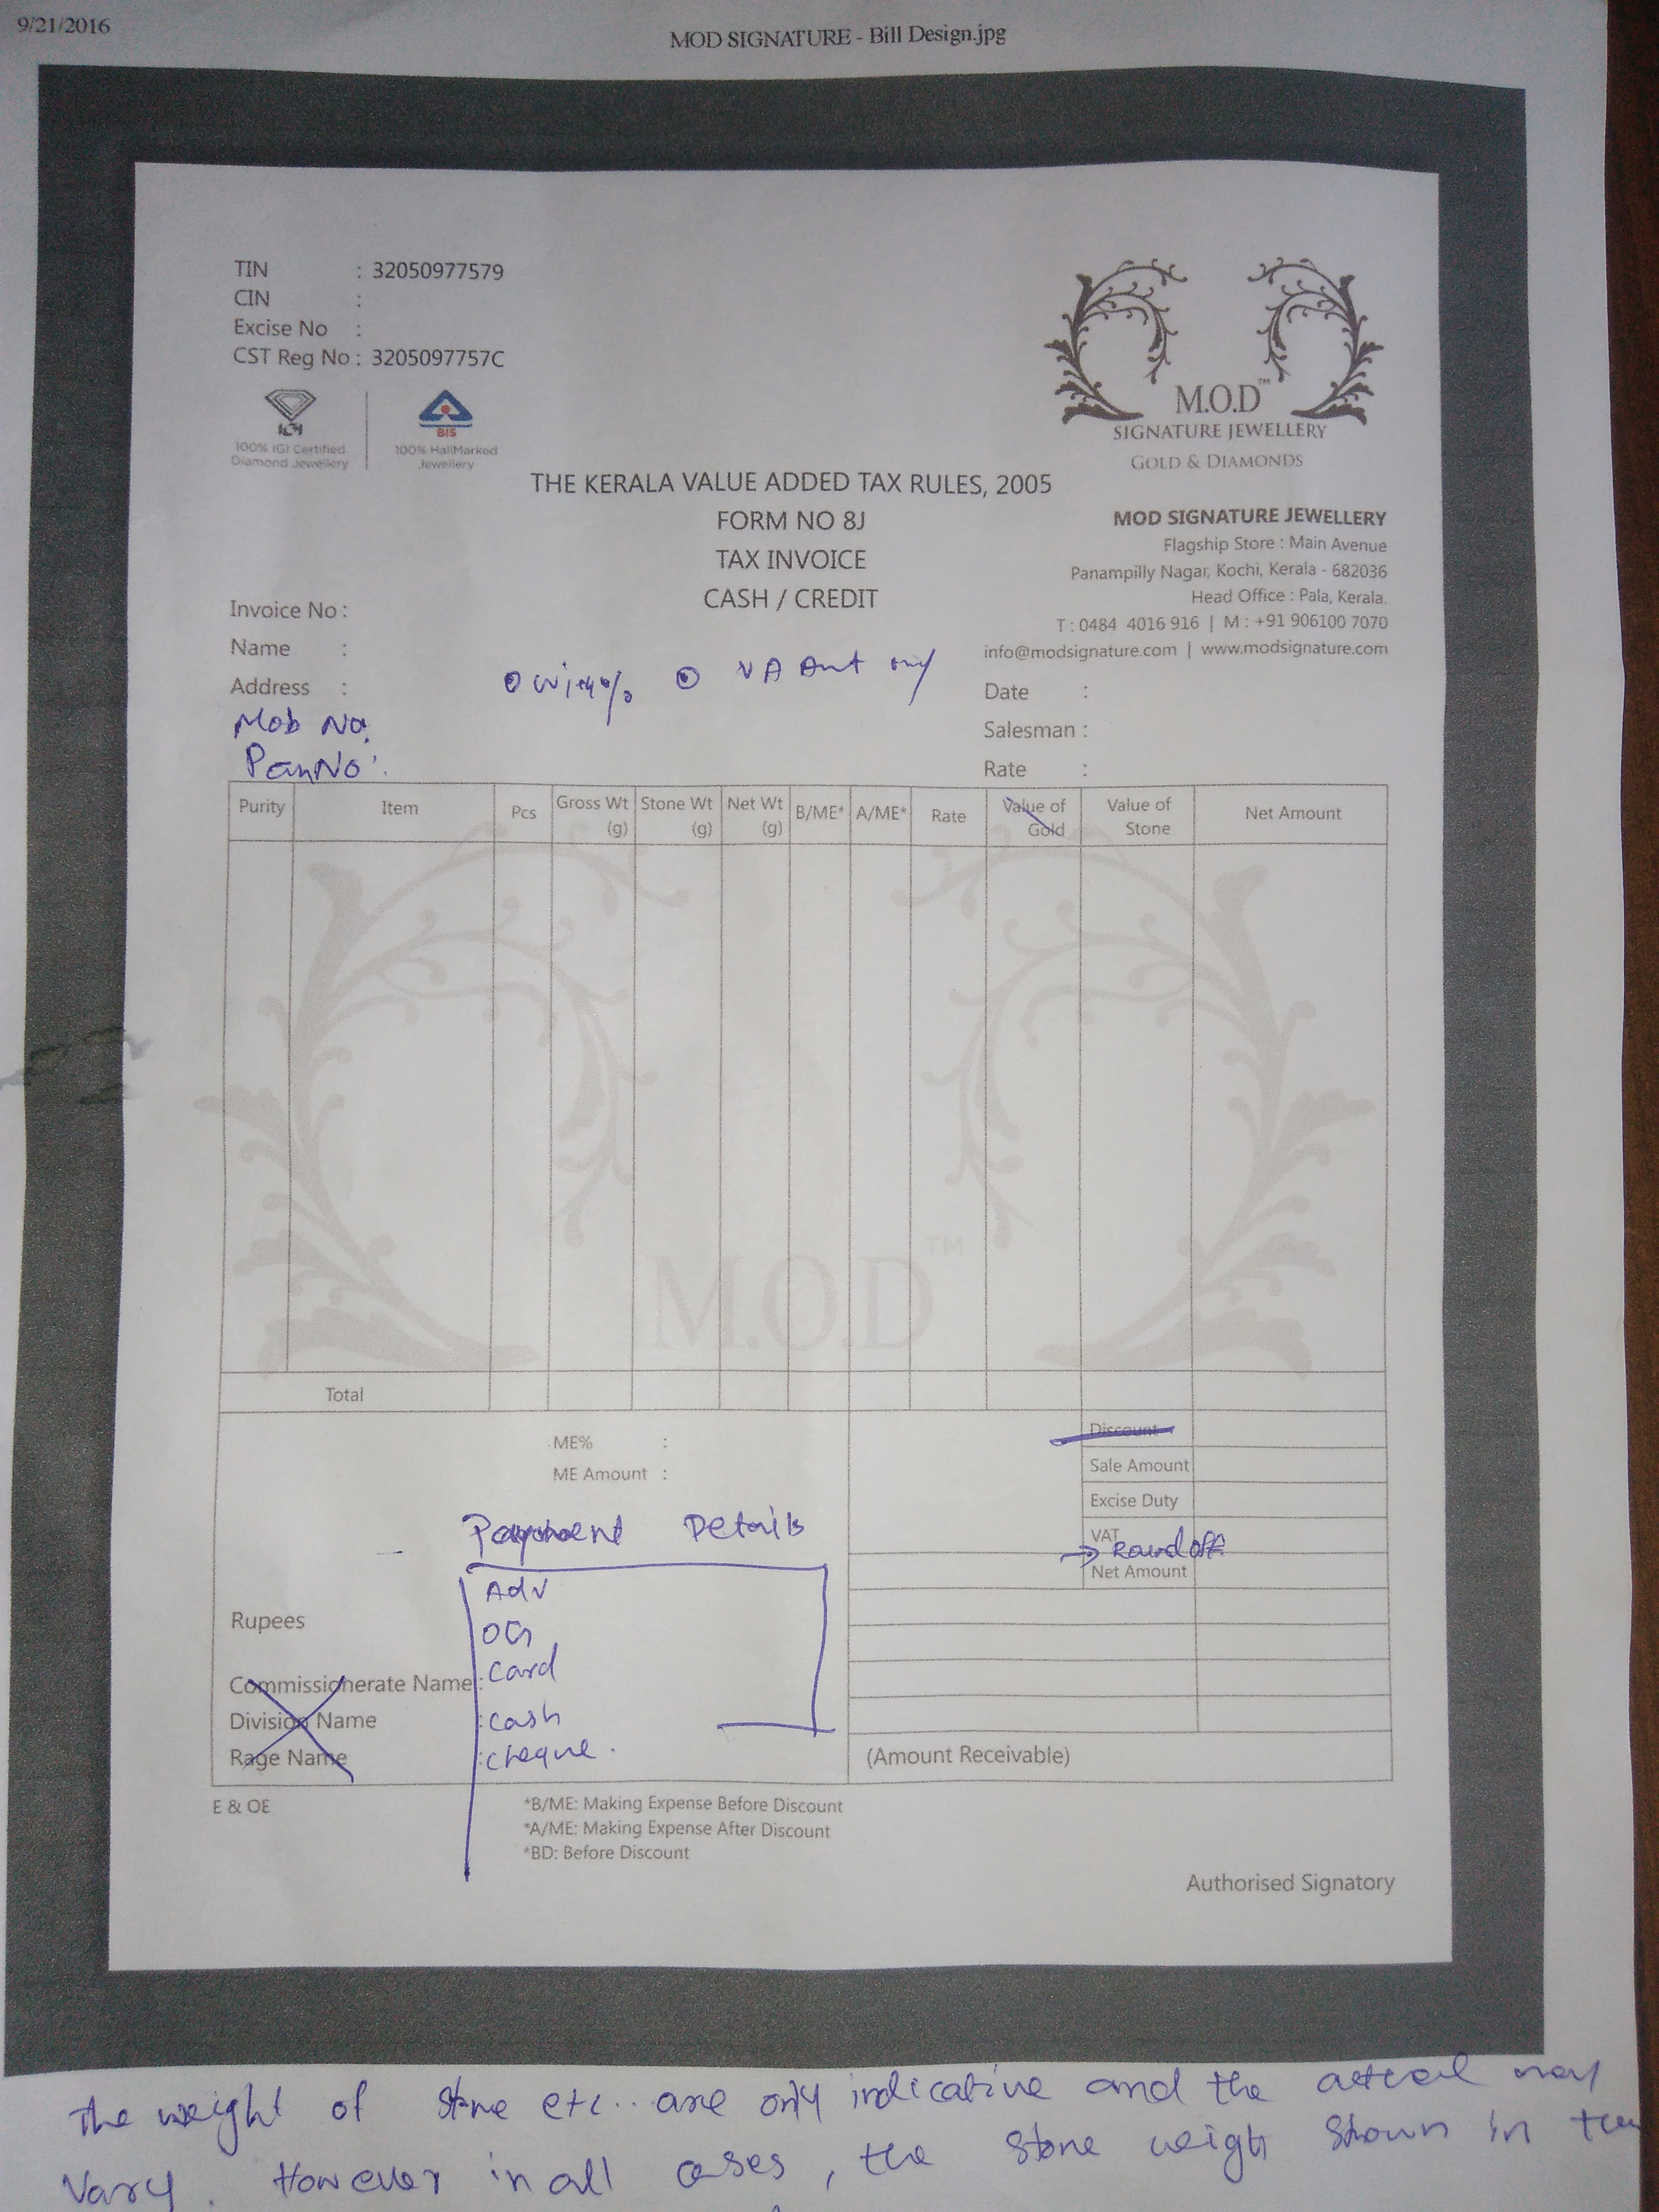 9/21/2016
MOD SIGNATURE - Bill Design.jpg
TIN : 32050977579
CIN :
Excise No :
CST Reg No : 3205097757C
IGI
100% IGI Certified
Diamond Jewellery
BIS
100% HallMarked
Jewellery
M.O.D™
SIGNATURE JEWELLERY
GOLD & DIAMONDS
THE KERALA VALUE ADDED TAX RULES, 2005
FORM NO 8J
TAX INVOICE
CASH / CREDIT
MOD SIGNATURE JEWELLERY
Flagship Store : Main Avenue
Panampilly Nagar, Kochi, Kerala - 682036
Head Office : Pala, Kerala.
T : 0484 4016 916 | M : +91 906100 7070
info@modsignature.com | www.modsignature.com
Invoice No :
Name :
Address :
Mob No.
Pan No :
VA Amt only
Date :
Salesman :
Rate :
Purity Item Pcs Gross Wt (g) Stone Wt (g) Net Wt (g) B/ME* A/ME* Rate Value of Gold Value of Stone Net Amount
M.O.D™
Total
ME% :
ME Amount :
Discount
Sale Amount
Excise Duty
VAT
→ Round off
Net Amount
Payment Details
Adv
OG
Card
Cash
Cheque.
Rupees
Commissionerate Name :
Division Name :
Rage Name :
(Amount Receivable)
E & OE
*B/ME: Making Expense Before Discount
*A/ME: Making Expense After Discount
*BD: Before Discount
Authorised Signatory
The weight of stone etc.. are only indicative and the actual may
vary. However in all cases, the stone weigh shown in the